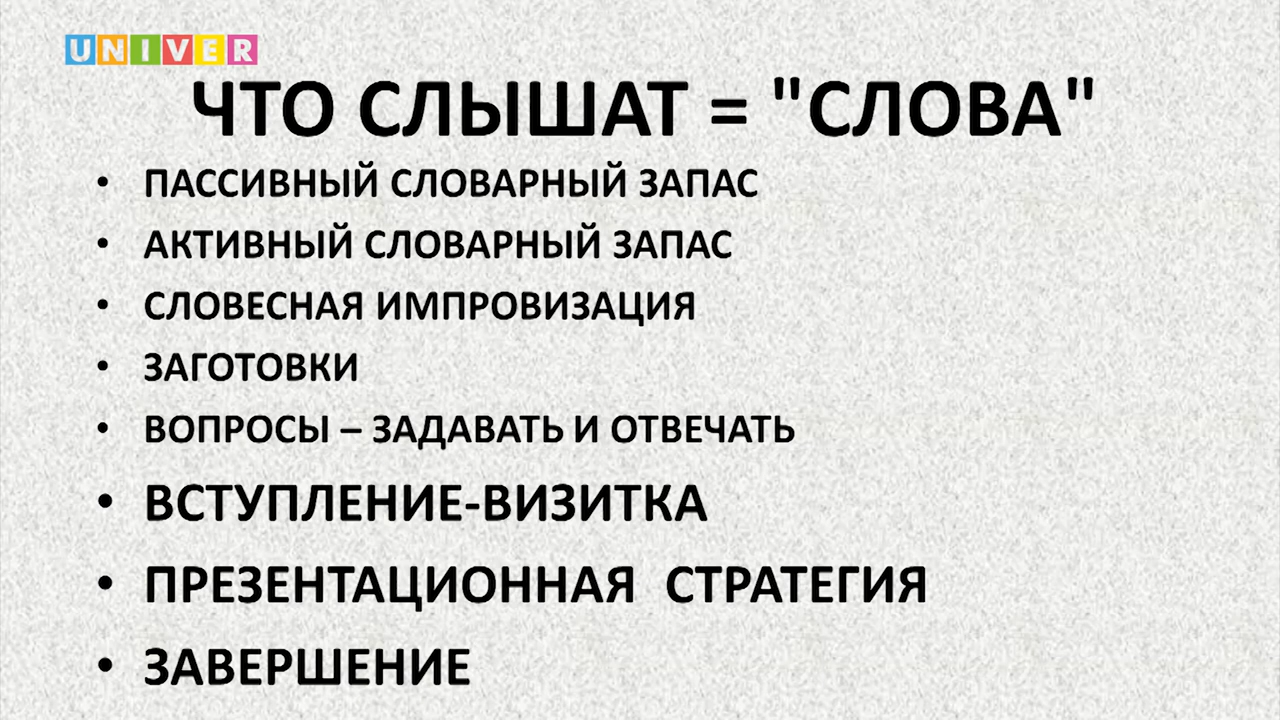 UNIVER
ЧТО СЛЫШАТ = "СЛОВА"
• ПАССИВНЫЙ СЛОВАРНЫЙ ЗАПАС
• АКТИВНЫЙ СЛОВАРНЫЙ ЗАПАС
• СЛОВЕСНАЯ ИМПРОВИЗАЦИЯ
• ЗАГОТОВКИ
• ВОПРОСЫ – ЗАДАВАТЬ И ОТВЕЧАТЬ
• ВСТУПЛЕНИЕ-ВИЗИТКА
• ПРЕЗЕНТАЦИОННАЯ СТРАТЕГИЯ
• ЗАВЕРШЕНИЕ